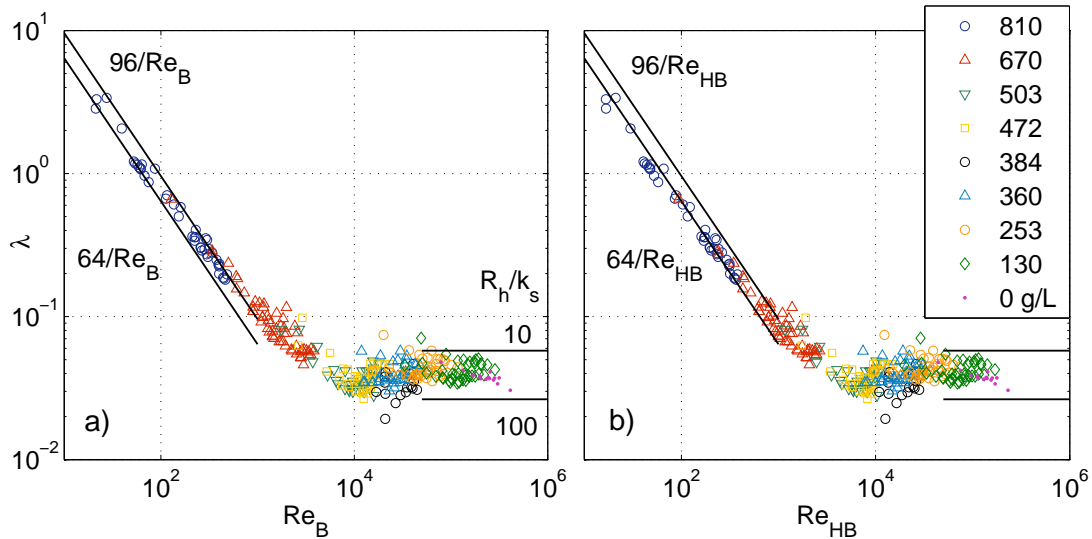 10^1
10^0
10^-1
10^-2
λ
96/Re_B
64/Re_B
R_h/k_s
10
100
a)
10^2
10^4
10^6
Re_B
96/Re_HB
64/Re_HB
b)
10^2
10^4
10^6
Re_HB
810
670
503
472
384
360
253
130
0 g/L